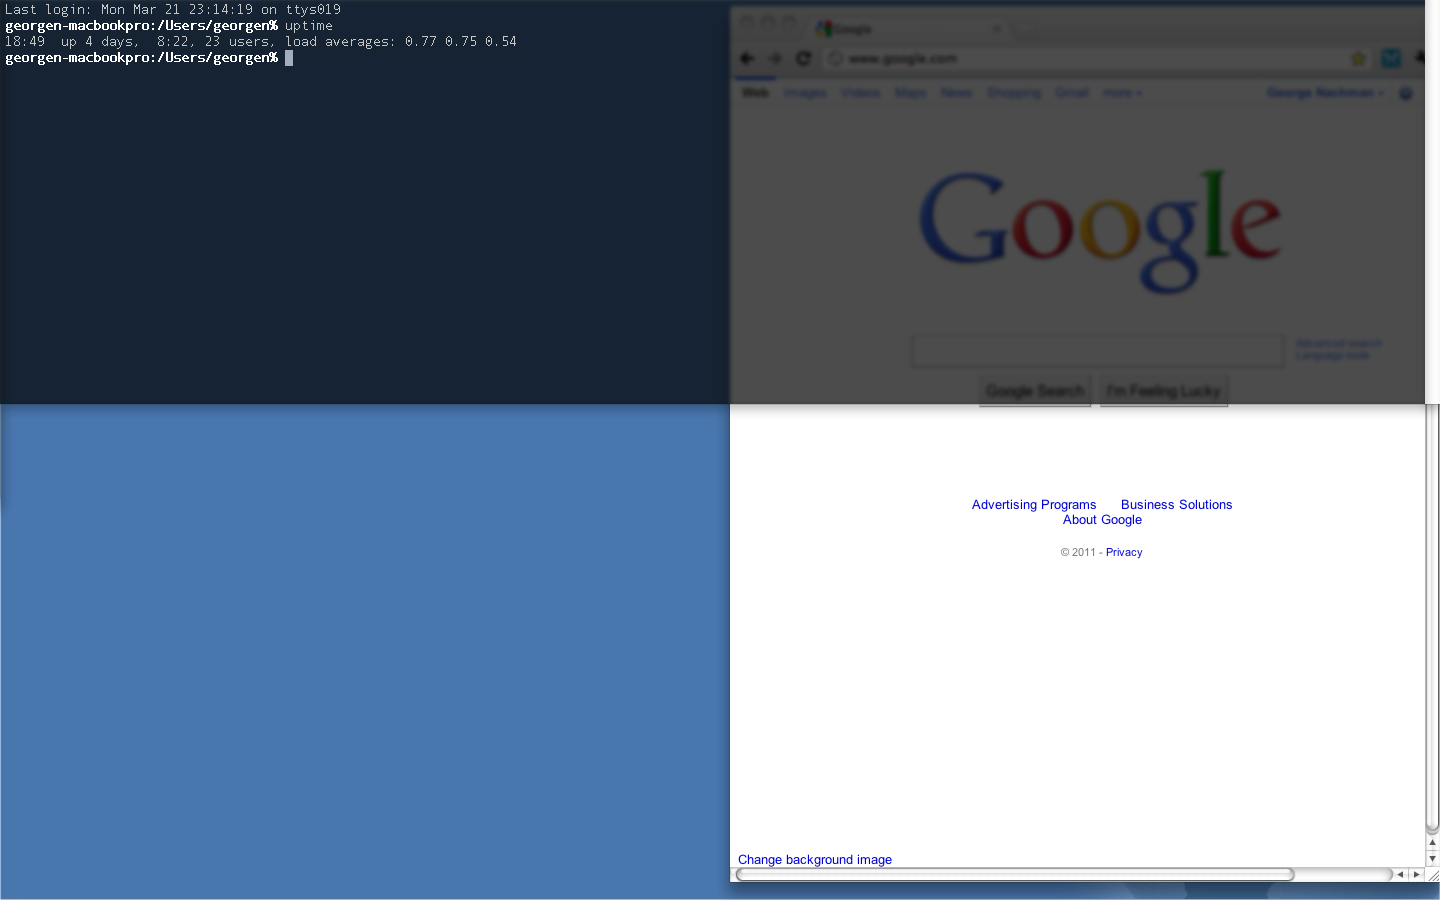 Last login: Mon Mar 21 23:14:19 on ttys019
georgen-macbookpro:/Users/georgen% uptime
18:49  up 4 days,  8:22, 23 users, load averages: 0.77 0.75 0.54
georgen-macbookpro:/Users/georgen%
Google
www.google.com
Web Images Videos Maps News Shopping Gmail more George Nachman
Google
Advanced search
Language tools
Google Search I'm Feeling Lucky
Advertising Programs Business Solutions
About Google
© 2011 - Privacy
Change background image